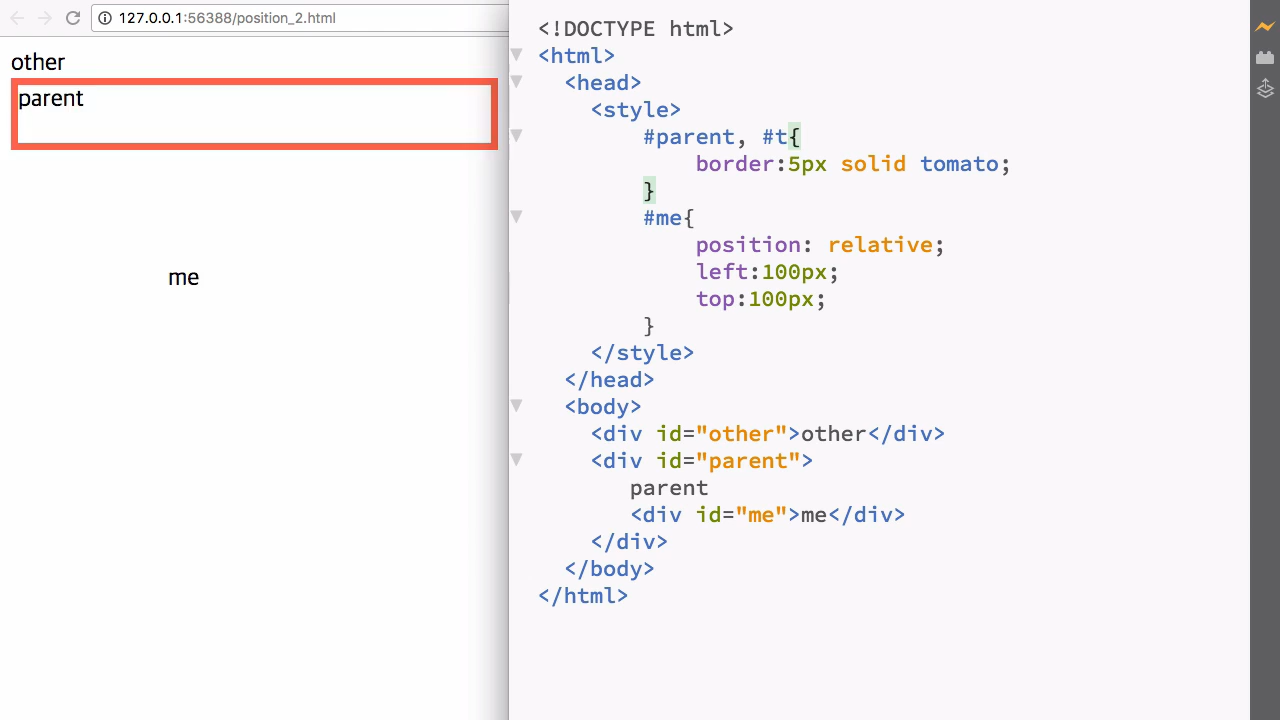 127.0.0.1:56388/position_2.html
other
parent
me
<!DOCTYPE html>
<html>
<head>
<style>
#parent, #t{
border:5px solid tomato;
}
#me{
position: relative;
left:100px;
top:100px;
}
</style>
</head>
<body>
<div id="other">other</div>
<div id="parent">
parent
<div id="me">me</div>
</div>
</body>
</html>